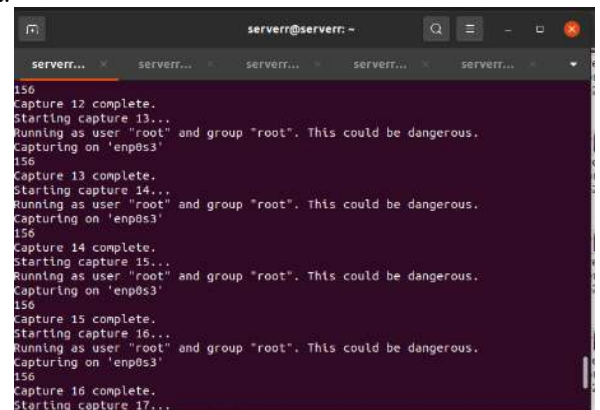 serverr@serverr: ~
serverr... serverr... serverr... serverr... serverr...
156
Capture 12 complete.
Starting capture 13...
Running as user "root" and group "root". This could be dangerous.
Capturing on 'enp0s3'
156
Capture 13 complete.
Starting capture 14...
Running as user "root" and group "root". This could be dangerous.
Capturing on 'enp0s3'
156
Capture 14 complete.
Starting capture 15...
Running as user "root" and group "root". This could be dangerous.
Capturing on 'enp0s3'
156
Capture 15 complete.
Starting capture 16...
Running as user "root" and group "root". This could be dangerous.
Capturing on 'enp0s3'
156
Capture 16 complete.
Starting capture 17...